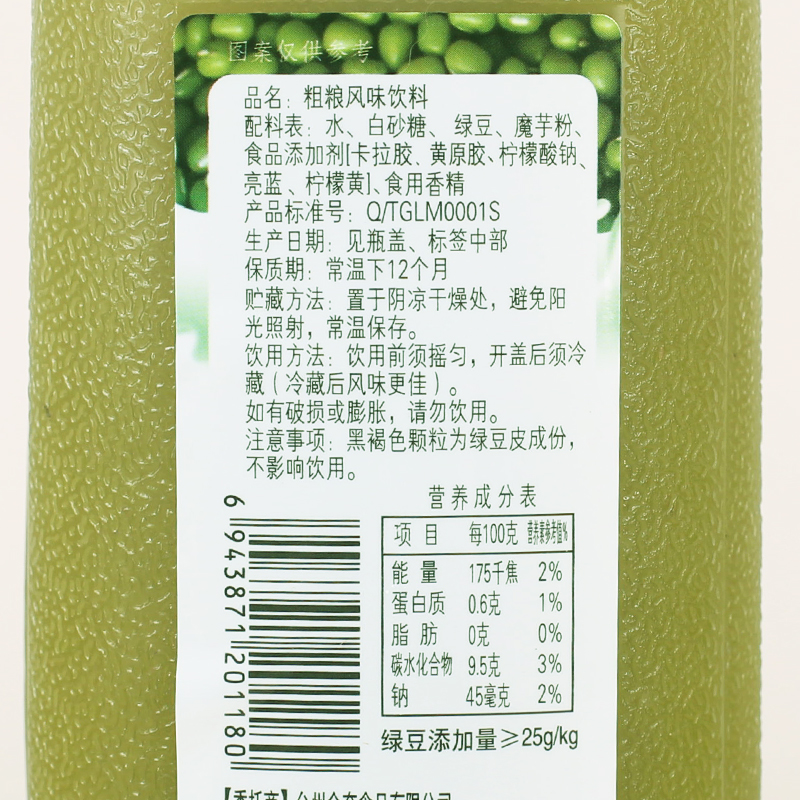 图案仅供参考
品名：粗粮风味饮料
配料表：水、白砂糖、绿豆、魔芋粉、
食品添加剂[卡拉胶、黄原胶、柠檬酸钠、
亮蓝、柠檬黄]、食用香精
产品标准号：Q/TGLM0001S
生产日期：见瓶盖、标签中部
保质期：常温下12个月
贮藏方法：置于阴凉干燥处，避免阳
光照射，常温保存。
饮用方法：饮用前须摇匀，开盖后须冷
藏（冷藏后风味更佳）。
如有破损或膨胀，请勿饮用。
注意事项：黑褐色颗粒为绿豆皮成份，
不影响饮用。
营养成分表
项目 每100克 营养素参考值%
能量 175千焦 2%
蛋白质 0.6克 1%
脂肪 0克 0%
碳水化合物 9.5克 3%
钠 45毫克 2%
绿豆添加量≥25g/kg
6 943871 201180